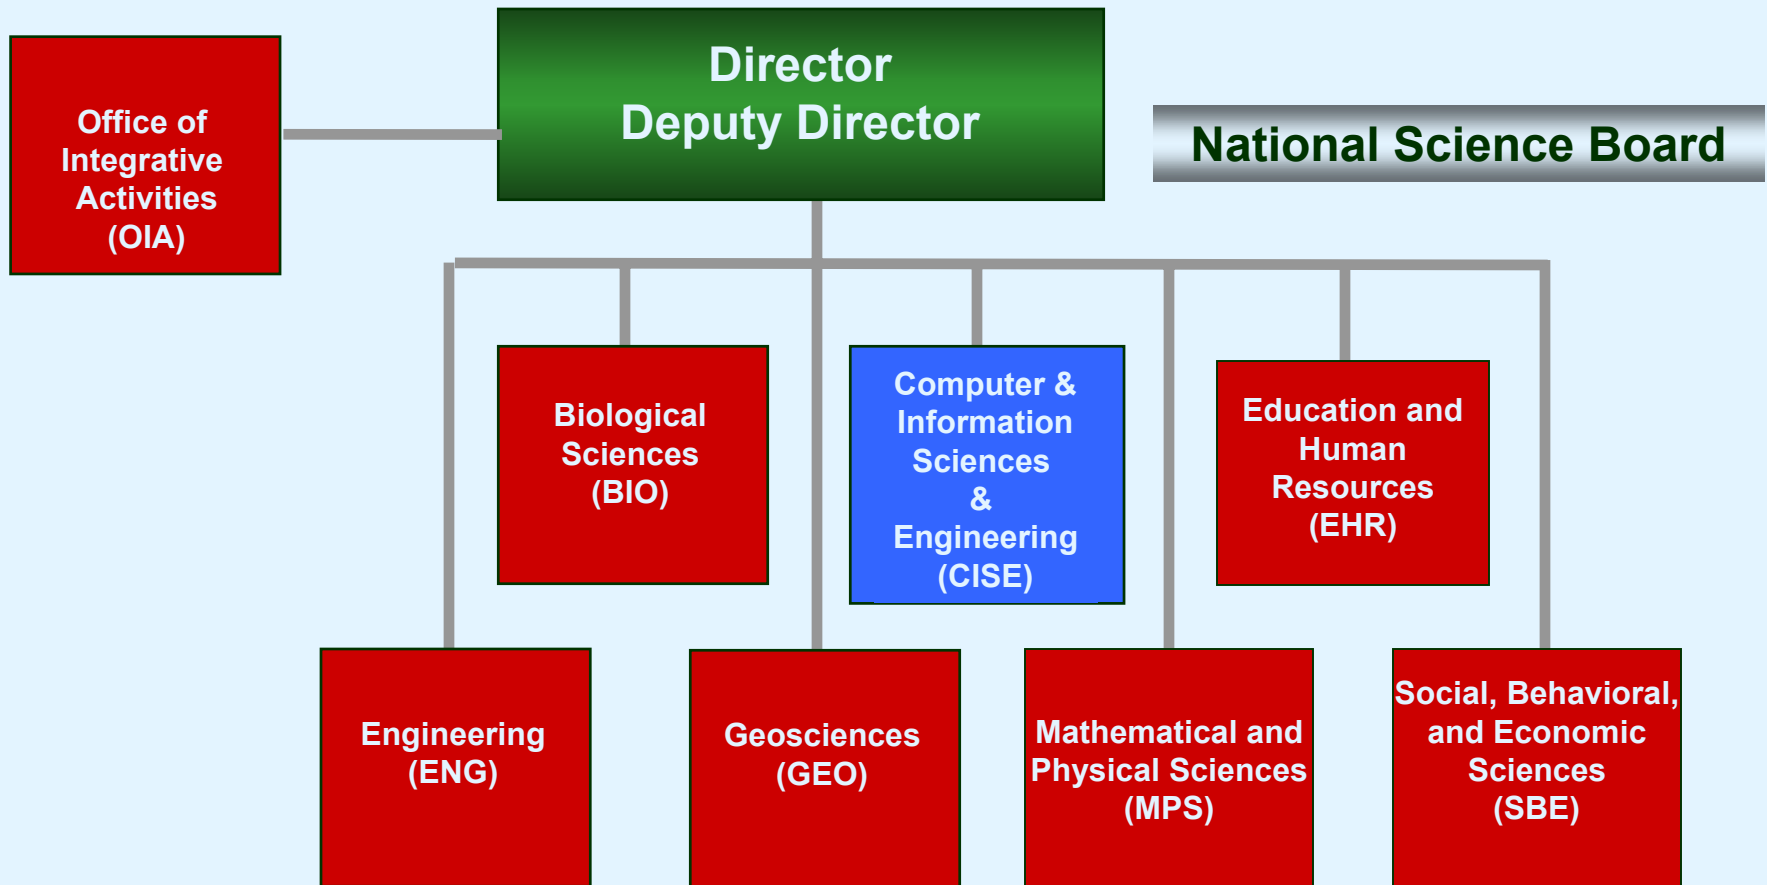 Office of
Integrative
Activities
(OIA)
Director
Deputy Director
National Science Board
Biological
Sciences
(BIO)
Computer &
Information
Sciences
&
Engineering
(CISE)
Education and
Human
Resources
(EHR)
Engineering
(ENG)
Geosciences
(GEO)
Mathematical and
Physical Sciences
(MPS)
Social, Behavioral,
and Economic
Sciences
(SBE)